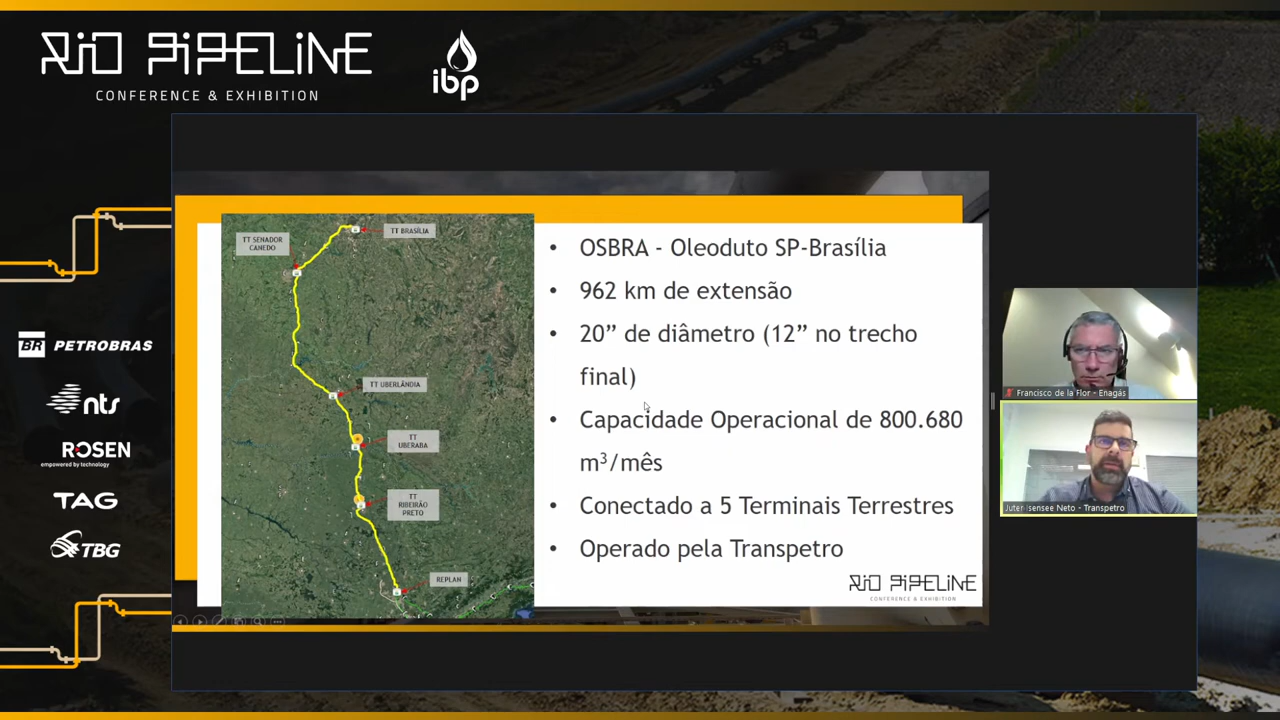 RIO PIPELINE
CONFERENCE & EXHIBITION
ibp
BR PETROBRAS
nts
ROSEN
empowered by technology
TAG
TBG
TT SENADOR
CANEDO
TT BRASÍLIA
TT UBERLÂNDIA
TT
UBERABA
TT
RIBEIRÃO
PRETO
REPLAN
• OSBRA - Oleoduto SP-Brasília
• 962 km de extensão
• 20” de diâmetro (12” no trecho
final)
• Capacidade Operacional de 800.680
m³/mês
• Conectado a 5 Terminais Terrestres
• Operado pela Transpetro
RIO PIPELINE
CONFERENCE & EXHIBITION
Francisco de la Flor - Enagás
Juter Isensee Neto - Transpetro